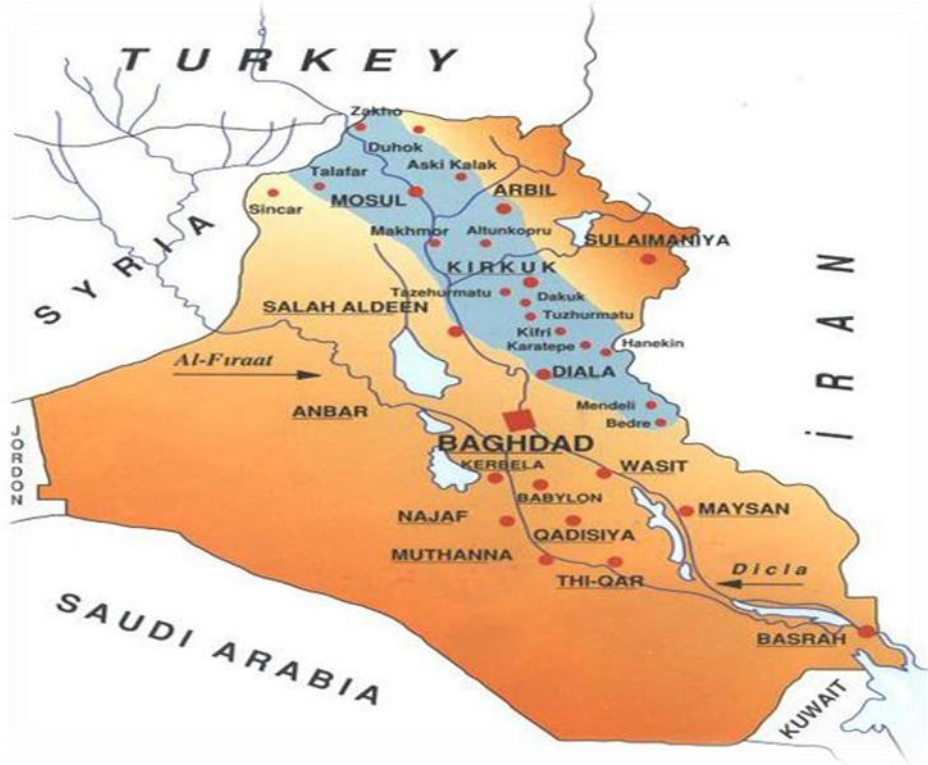 TURKEY
Zakho
Duhok
Aski Kalak
Talafar
ARBIL
MOSUL
Sincar
SYRIA
Makhmor
Altunkopru
SULAIMANIYA
KIRKUK
İRAN
Tazehurmatu
Dakuk
SALAH ALDEEN
Tuzhurmatu
Kifri
Karatepe
Hanekin
Al-Fıraat
DIALA
ANBAR
Mendeli
Bedre
BAGHDAD
JORDON
KERBELA
WASIT
BABYLON
NAJAF
MAYSAN
QADISIYA
MUTHANNA
Dicla
THI-QAR
SAUDI ARABIA
BASRAH
KUWAIT